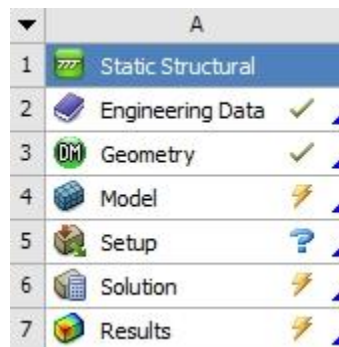 A
1 Static Structural
2 Engineering Data
3 DM Geometry
4 Model
5 Setup ?
6 Solution
7 Results